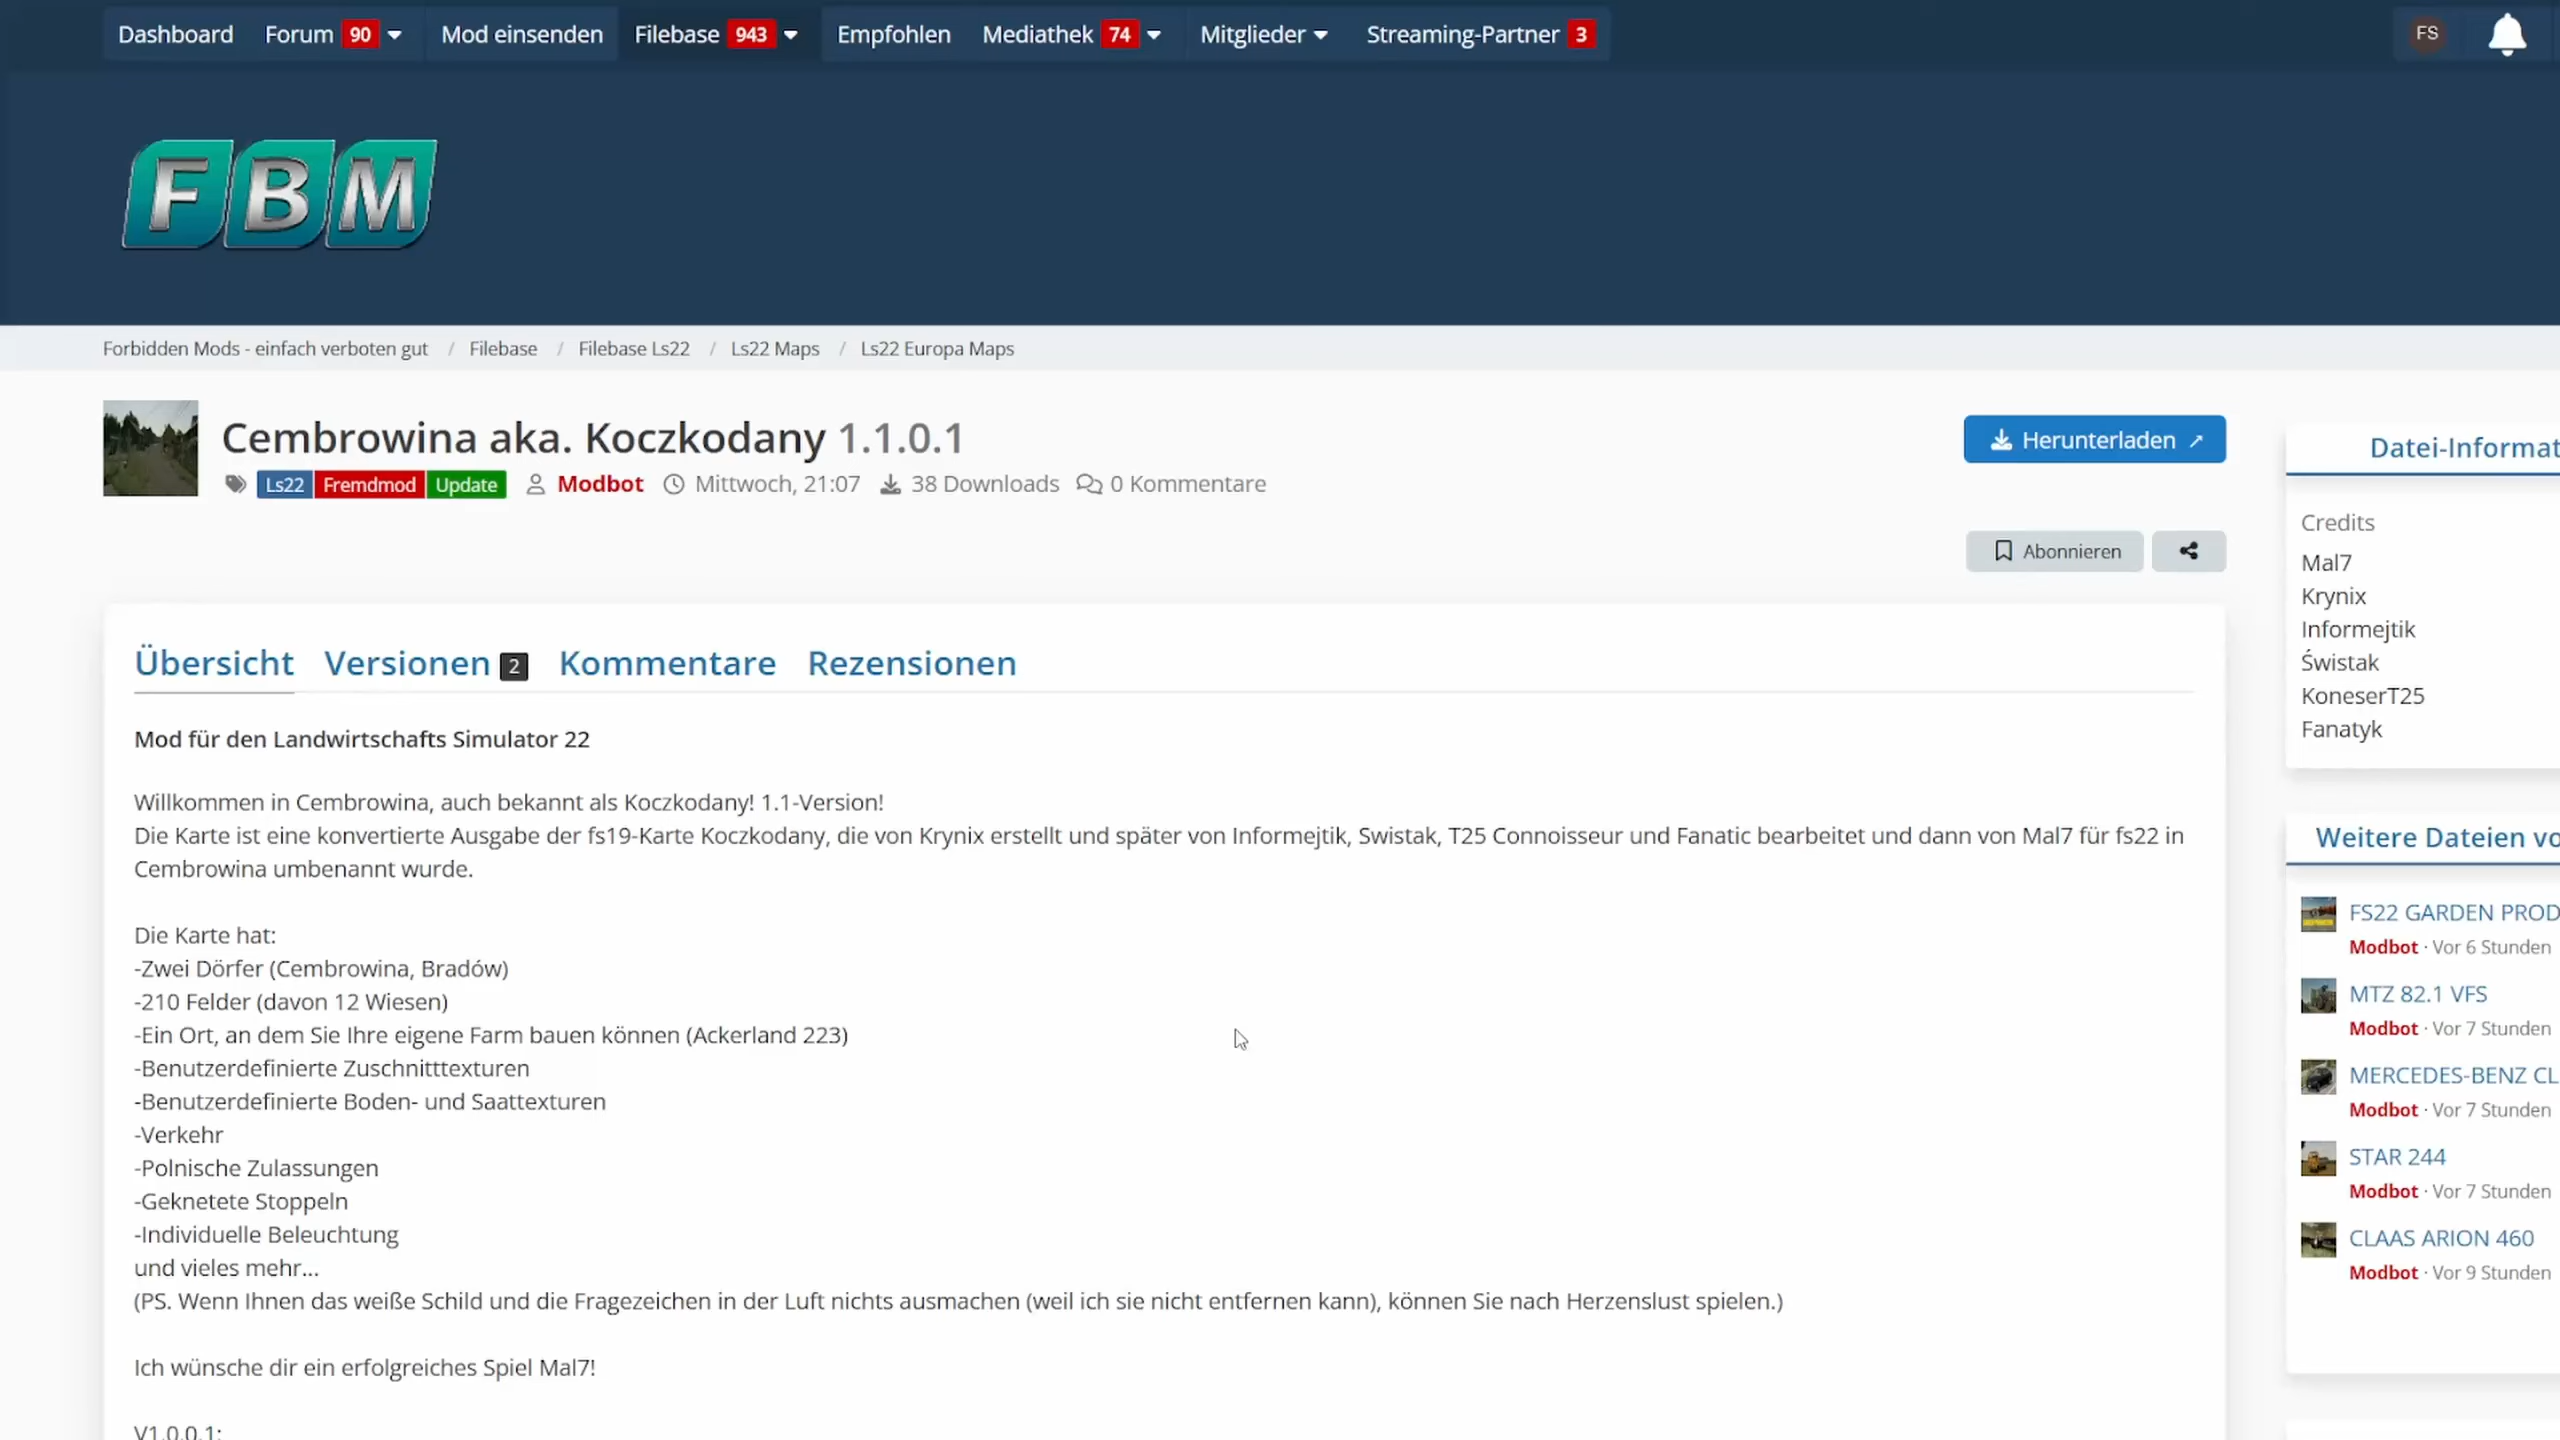 Dashboard Forum 90 Mod einsenden Filebase 943 Empfohlen Mediathek 74 Mitglieder Streaming-Partner 3 FS
FBM
Forbidden Mods - einfach verboten gut / Filebase / Filebase Ls22 / Ls22 Maps / Ls22 Europa Maps
Cembrowina aka. Koczkodany 1.1.0.1
Ls22 Fremdmod Update Modbot Mittwoch, 21:07 38 Downloads 0 Kommentare
Herunterladen
Abonnieren
Übersicht Versionen 2 Kommentare Rezensionen
Mod für den Landwirtschafts Simulator 22
Willkommen in Cembrowina, auch bekannt als Koczkodany! 1.1-Version!
Die Karte ist eine konvertierte Ausgabe der fs19-Karte Koczkodany, die von Krynix erstellt und später von Informejtik, Swistak, T25 Connoisseur und Fanatic bearbeitet und dann von Mal7 für fs22 in
Cembrowina umbenannt wurde.
Die Karte hat:
-Zwei Dörfer (Cembrowina, Bradów)
-210 Felder (davon 12 Wiesen)
-Ein Ort, an dem Sie Ihre eigene Farm bauen können (Ackerland 223)
-Benutzerdefinierte Zuschnitttexturen
-Benutzerdefinierte Boden- und Saattexturen
-Verkehr
-Polnische Zulassungen
-Geknetete Stoppeln
-Individuelle Beleuchtung
und vieles mehr...
(PS. Wenn Ihnen das weiße Schild und die Fragezeichen in der Luft nichts ausmachen (weil ich sie nicht entfernen kann), können Sie nach Herzenslust spielen.)
Ich wünsche dir ein erfolgreiches Spiel Mal7!
V1.0.0.1:
Datei-Informat
Credits
Mal7
Krynix
Informejtik
Świstak
KoneserT25
Fanatyk
Weitere Dateien vo
FS22 GARDEN PROD
Modbot · Vor 6 Stunden
MTZ 82.1 VFS
Modbot · Vor 7 Stunden
MERCEDES-BENZ CL
Modbot · Vor 7 Stunden
STAR 244
Modbot · Vor 7 Stunden
CLAAS ARION 460
Modbot · Vor 9 Stunden